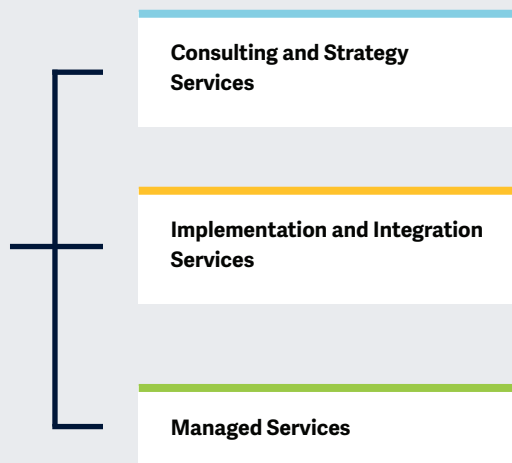 Consulting and Strategy
Services
Implementation and Integration
Services
Managed Services